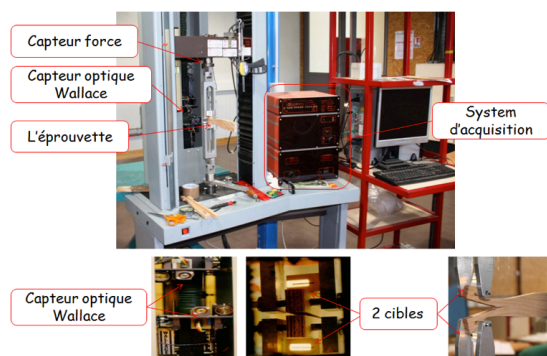 Capteur force
Capteur optique
Wallace
L'éprouvette
System
d'acquisition
Capteur optique
Wallace
2 cibles